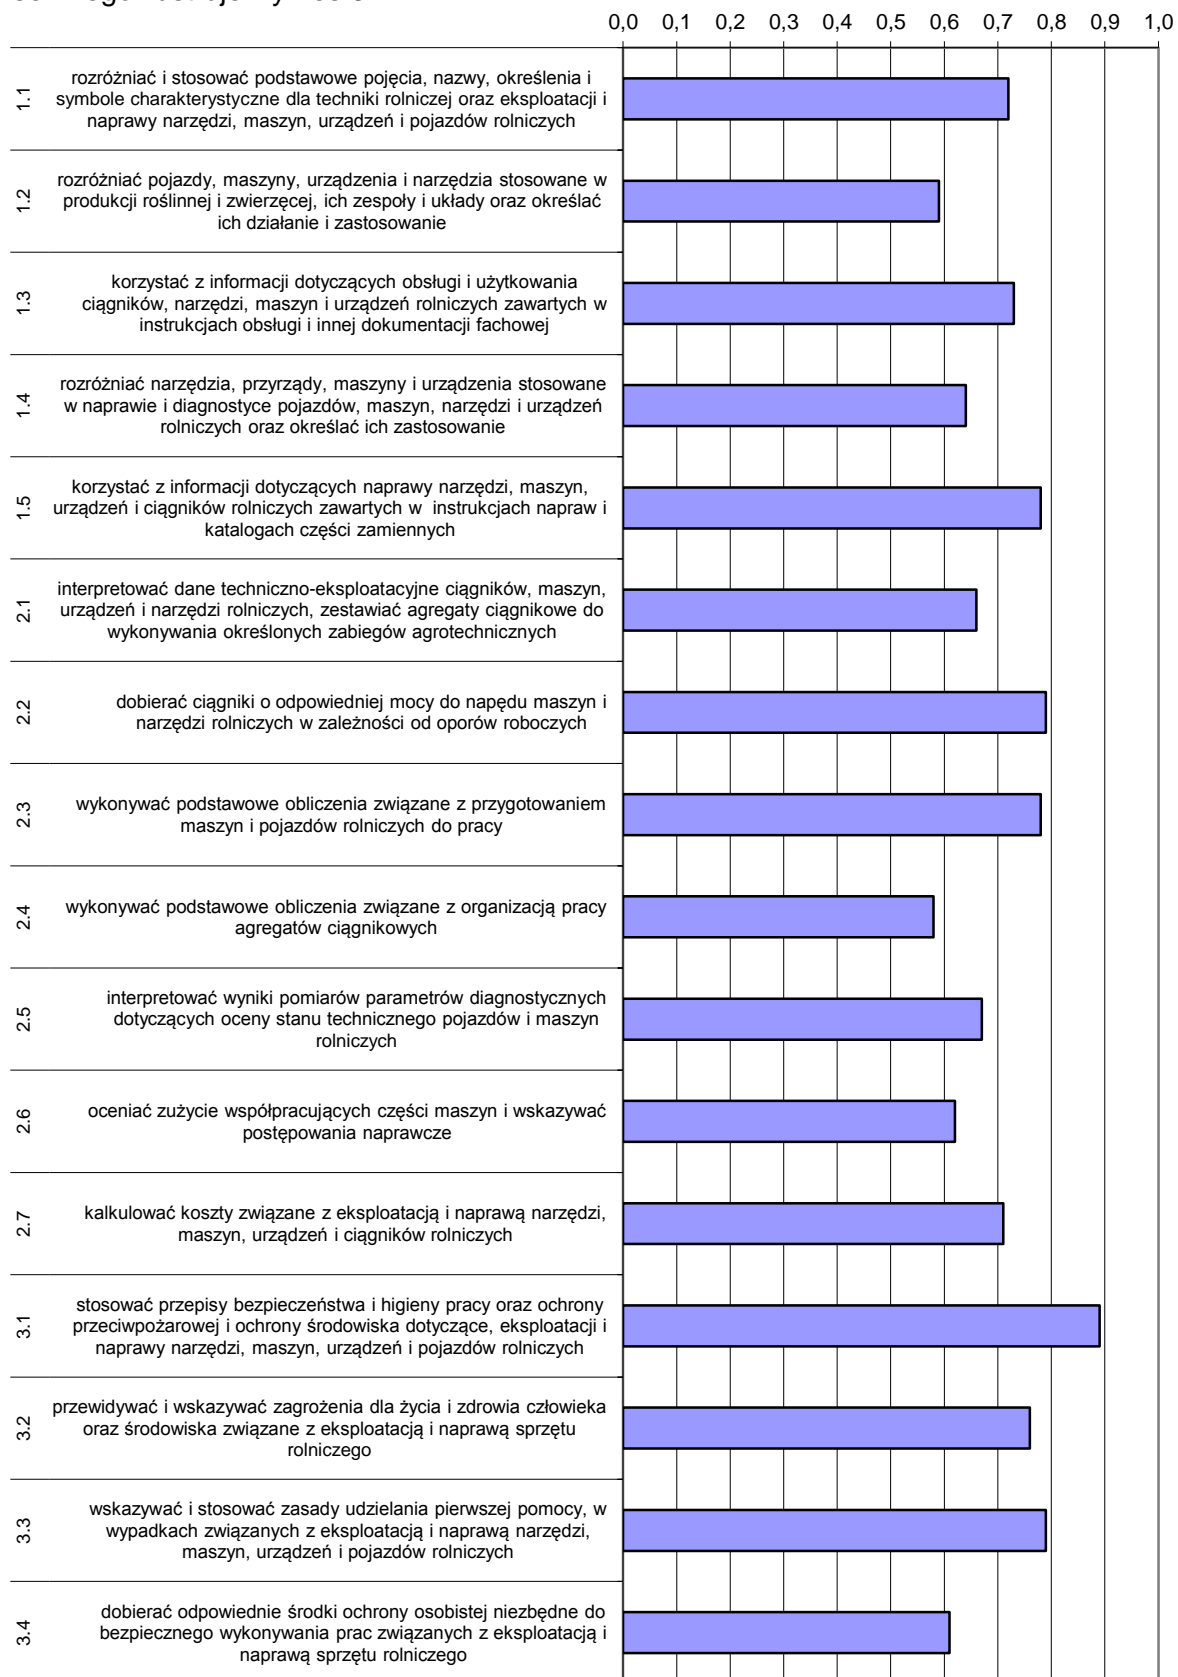 0,0 0,1 0,2 0,3 0,4 0,5 0,6 0,7 0,8 0,9 1,0
1.1
rozróżniać i stosować podstawowe pojęcia, nazwy, określenia i
symbole charakterystyczne dla techniki rolniczej oraz eksploatacji i
naprawy narzędzi, maszyn, urządzeń i pojazdów rolniczych
1.2
rozróżniać pojazdy, maszyny, urządzenia i narzędzia stosowane w
produkcji roślinnej i zwierzęcej, ich zespoły i układy oraz określać
ich działanie i zastosowanie
1.3
korzystać z informacji dotyczących obsługi i użytkowania
ciągników, narzędzi, maszyn i urządzeń rolniczych zawartych w
instrukcjach obsługi i innej dokumentacji fachowej
1.4
rozróżniać narzędzia, przyrządy, maszyny i urządzenia stosowane
w naprawie i diagnostyce pojazdów, maszyn, narzędzi i urządzeń
rolniczych oraz określać ich zastosowanie
1.5
korzystać z informacji dotyczących naprawy narzędzi, maszyn,
urządzeń i ciągników rolniczych zawartych w instrukcjach napraw i
katalogach części zamiennych
2.1
interpretować dane techniczno-eksploatacyjne ciągników, maszyn,
urządzeń i narzędzi rolniczych, zestawiać agregaty ciągnikowe do
wykonywania określonych zabiegów agrotechnicznych
2.2
dobierać ciągniki o odpowiedniej mocy do napędu maszyn i
narzędzi rolniczych w zależności od oporów roboczych
2.3
wykonywać podstawowe obliczenia związane z przygotowaniem
maszyn i pojazdów rolniczych do pracy
2.4
wykonywać podstawowe obliczenia związane z organizacją pracy
agregatów ciągnikowych
2.5
interpretować wyniki pomiarów parametrów diagnostycznych
dotyczących oceny stanu technicznego pojazdów i maszyn
rolniczych
2.6
oceniać zużycie współpracujących części maszyn i wskazywać
postępowania naprawcze
2.7
kalkulować koszty związane z eksploatacją i naprawą narzędzi,
maszyn, urządzeń i ciągników rolniczych
3.1
stosować przepisy bezpieczeństwa i higieny pracy oraz ochrony
przeciwpożarowej i ochrony środowiska dotyczące, eksploatacji i
naprawy narzędzi, maszyn, urządzeń i pojazdów rolniczych
3.2
przewidywać i wskazywać zagrożenia dla życia i zdrowia człowieka
oraz środowiska związane z eksploatacją i naprawą sprzętu
rolniczego
3.3
wskazywać i stosować zasady udzielania pierwszej pomocy, w
wypadkach związanych z eksploatacją i naprawą narzędzi,
maszyn, urządzeń i pojazdów rolniczych
3.4
dobierać odpowiednie środki ochrony osobistej niezbędne do
bezpiecznego wykonywania prac związanych z eksploatacją i
naprawą sprzętu rolniczego